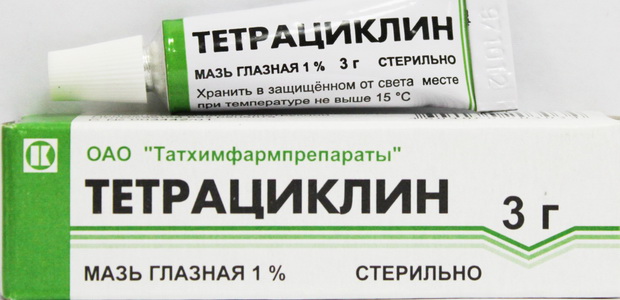 ТЕТРАЦИКЛИН
МАЗЬ ГЛАЗНАЯ 1 % 3 г СТЕРИЛЬНО
Хранить в защищённом от света месте
при температуре не выше 15 °С
ОАО "Татхимфармпрепараты"
ТЕТРАЦИКЛИН
3 г
МАЗЬ ГЛАЗНАЯ 1 % СТЕРИЛЬНО